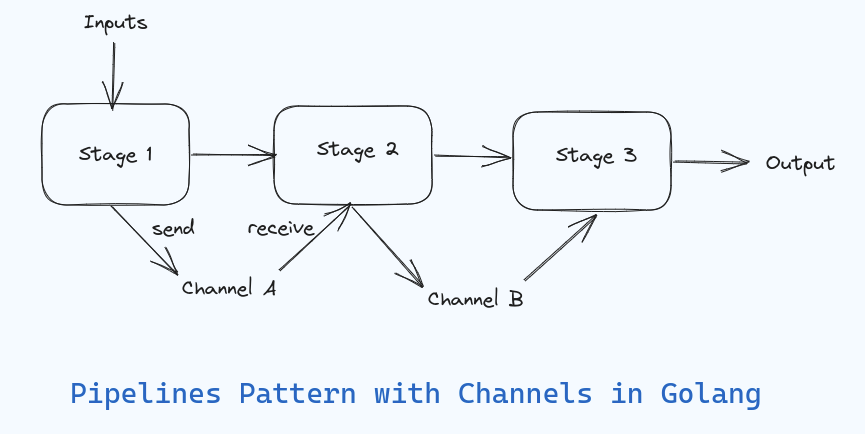 Inputs
Stage 1
Stage 2
Stage 3
Output
send
receive
Channel A
Channel B
Pipelines Pattern with Channels in Golang